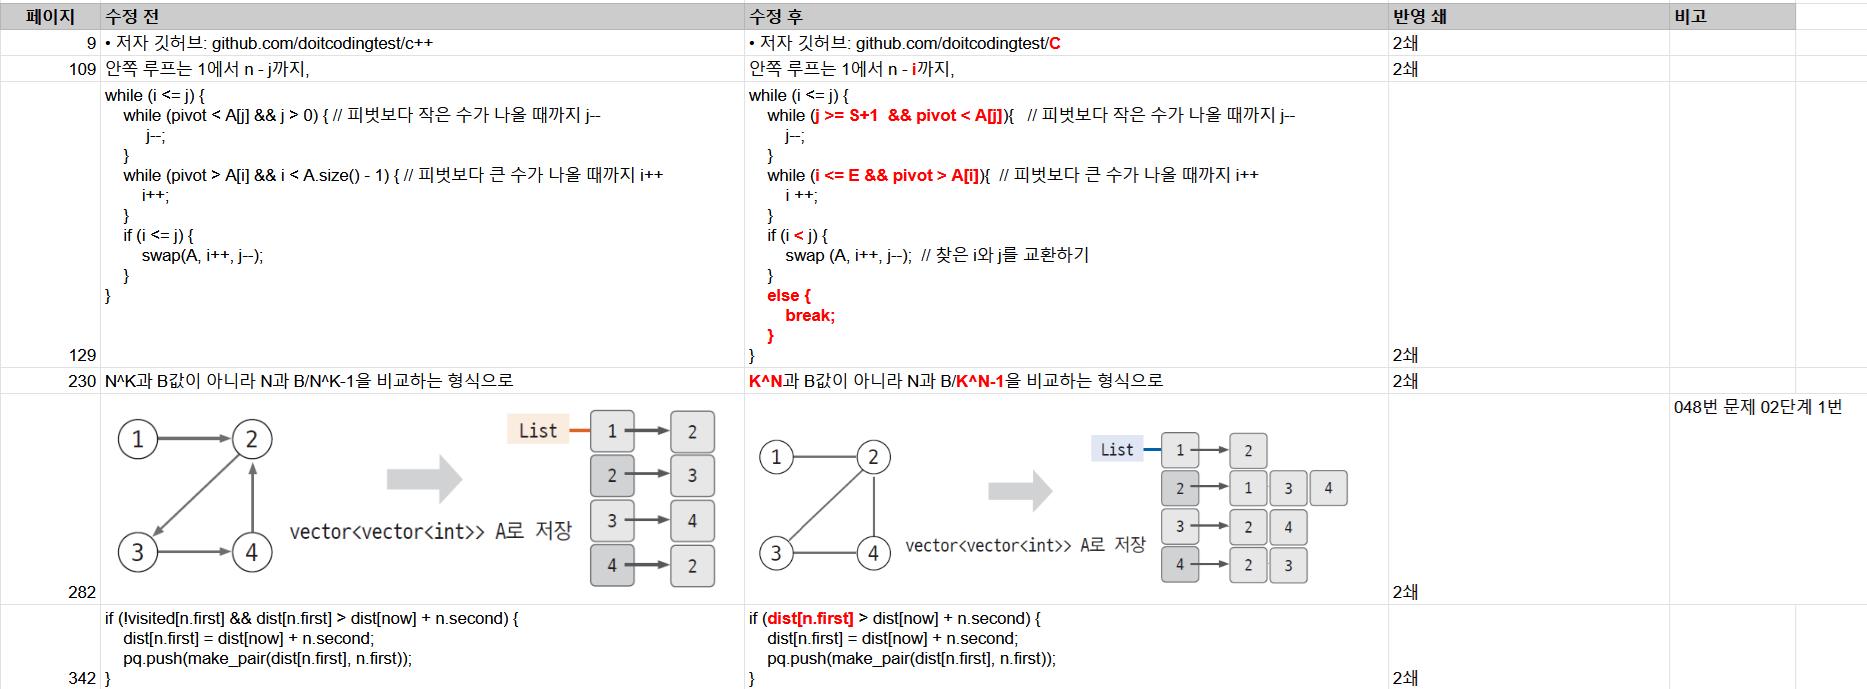 페이지 수정 전 수정 후 반영 쇄 비고
9 • 저자 깃허브: github.com/doitcodingtest/c++ • 저자 깃허브: github.com/doitcodingtest/C 2쇄
109 안쪽 루프는 1에서 n - j까지, 안쪽 루프는 1에서 n - i까지, 2쇄
while (i <= j) {
while (pivot < A[j] && j > 0) { // 피벗보다 작은 수가 나올 때까지 j--
j--;
}
while (pivot > A[i] && i < A.size() - 1) { // 피벗보다 큰 수가 나올 때까지 i++
i++;
}
if (i <= j) {
swap(A, i++, j--);
}
}
while (i <= j) {
while (j >= S+1 && pivot < A[j]){ // 피벗보다 작은 수가 나올 때까지 j--
j--;
}
while (i <= E && pivot > A[i]){ // 피벗보다 큰 수가 나올 때까지 i++
i ++;
}
if (i < j) {
swap (A, i++, j--); // 찾은 i와 j를 교환하기
}
else {
break;
}
}
129 2쇄
230 N^K과 B값이 아니라 N과 B/N^K-1을 비교하는 형식으로 K^N과 B값이 아니라 N과 B/K^N-1을 비교하는 형식으로 2쇄
048번 문제 02단계 1번
1 2
3 4
vector<vector<int>> A로 저장
List 1 2
2 3
3 4
4 2
1 2
3 4
vector<vector<int>> A로 저장
List 1 2
2 1 3 4
3 2 4
4 2 3
282 2쇄
if (!visited[n.first] && dist[n.first] > dist[now] + n.second) {
dist[n.first] = dist[now] + n.second;
pq.push(make_pair(dist[n.first], n.first));
}
if (dist[n.first] > dist[now] + n.second) {
dist[n.first] = dist[now] + n.second;
pq.push(make_pair(dist[n.first], n.first));
}
342 2쇄